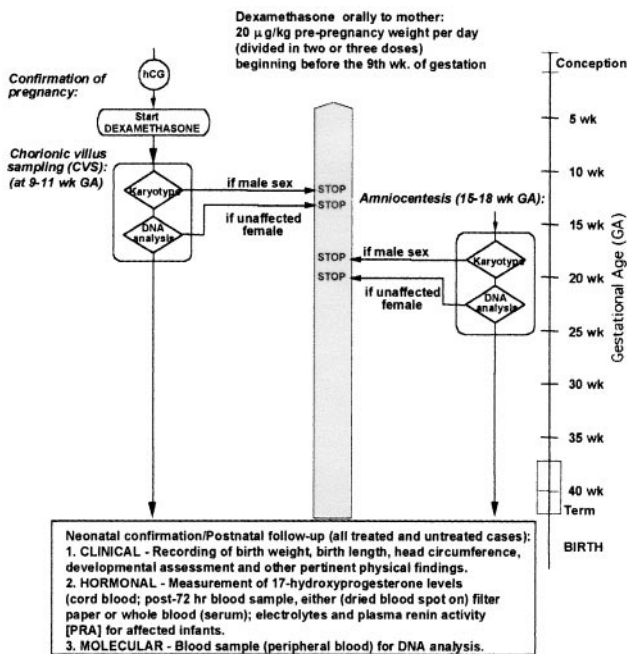 Dexamethasone orally to mother:
20 µg/kg pre-pregnancy weight per day
(divided in two or three doses)
beginning before the 9th wk. of gestation
Conception
hCG
Confirmation of
pregnancy:
Start
DEXAMETHASONE
5 wk
Chorionic villus
sampling (CVS):
(at 9-11 wk GA)
10 wk
Karyotype
if male sex
STOP
STOP
Amniocentesis (15-18 wk GA):
DNA
analysis
if unaffected
female
15 wk
STOP
if male sex
Karyotype
STOP
20 wk
if unaffected
female
DNA
analysis
25 wk
Gestational Age (GA)
30 wk
35 wk
40 wk
Term
BIRTH
Neonatal confirmation/Postnatal follow-up (all treated and untreated cases):
1. CLINICAL - Recording of birth weight, birth length, head circumference,
developmental assessment and other pertinent physical findings.
2. HORMONAL - Measurement of 17-hydroxyprogesterone levels
(cord blood; post-72 hr blood sample, either (dried blood spot on) filter
paper or whole blood (serum); electrolytes and plasma renin activity
[PRA] for affected infants.
3. MOLECULAR - Blood sample (peripheral blood) for DNA analysis.